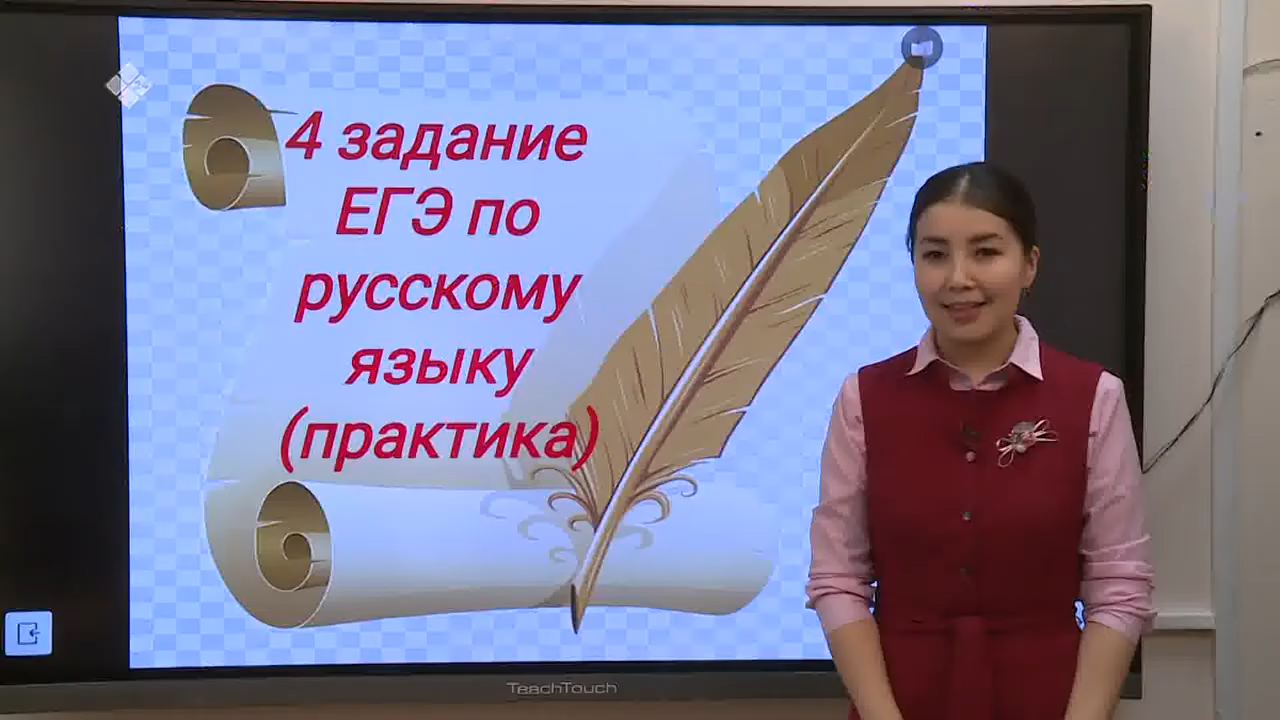 4 задание
ЕГЭ по
русскому
языку
(практика)
TeachTouch